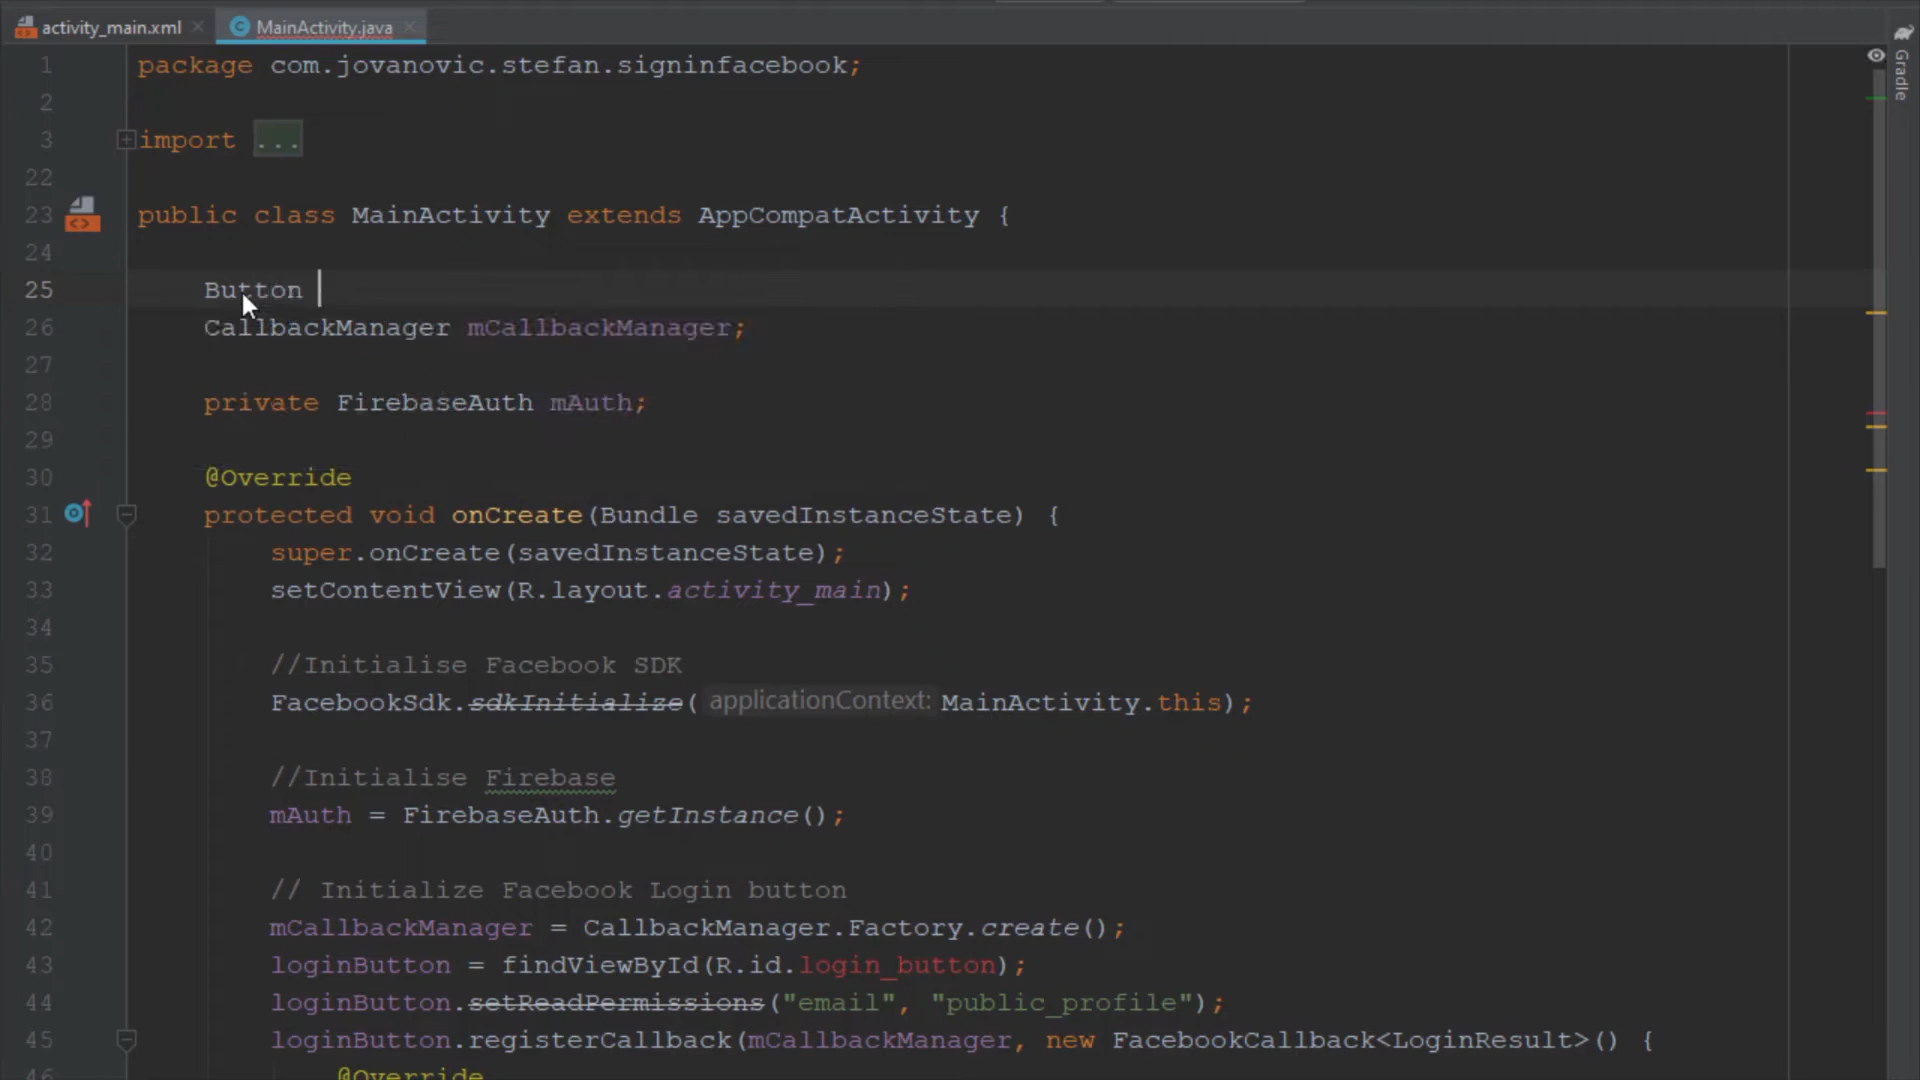 activity_main.xml
MainActivity.java
1 package com.jovanovic.stefan.signinfacebook;
2
3 import ...
22
23 public class MainActivity extends AppCompatActivity {
24
25 Button
26 CallbackManager mCallbackManager;
27
28 private FirebaseAuth mAuth;
29
30 @Override
31 protected void onCreate(Bundle savedInstanceState) {
32 super.onCreate(savedInstanceState);
33 setContentView(R.layout.activity_main);
34
35 //Initialise Facebook SDK
36 FacebookSdk.sdkInitialize( applicationContext: MainActivity.this);
37
38 //Initialise Firebase
39 mAuth = FirebaseAuth.getInstance();
40
41 // Initialize Facebook Login button
42 mCallbackManager = CallbackManager.Factory.create();
43 loginButton = findViewById(R.id.login_button);
44 loginButton.setReadPermissions("email", "public_profile");
45 loginButton.registerCallback(mCallbackManager, new FacebookCallback<LoginResult>() {
46 @Override
Gradle